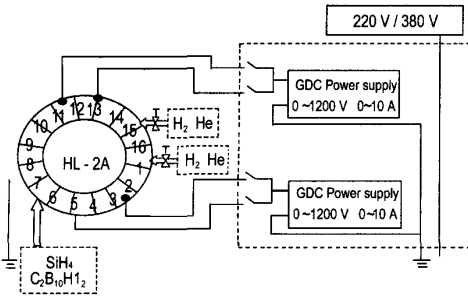 220 V / 380 V
GDC Power supply
0 ~1200 V 0~10 A
H₂ He
H₂ He
GDC Power supply
0 ~1200 V 0~10 A
HL - 2A
1
2
3
4
5
6
7
8
9
10
11
12
13
14
15
16
SiH₄
C₂B₁₀H1₂